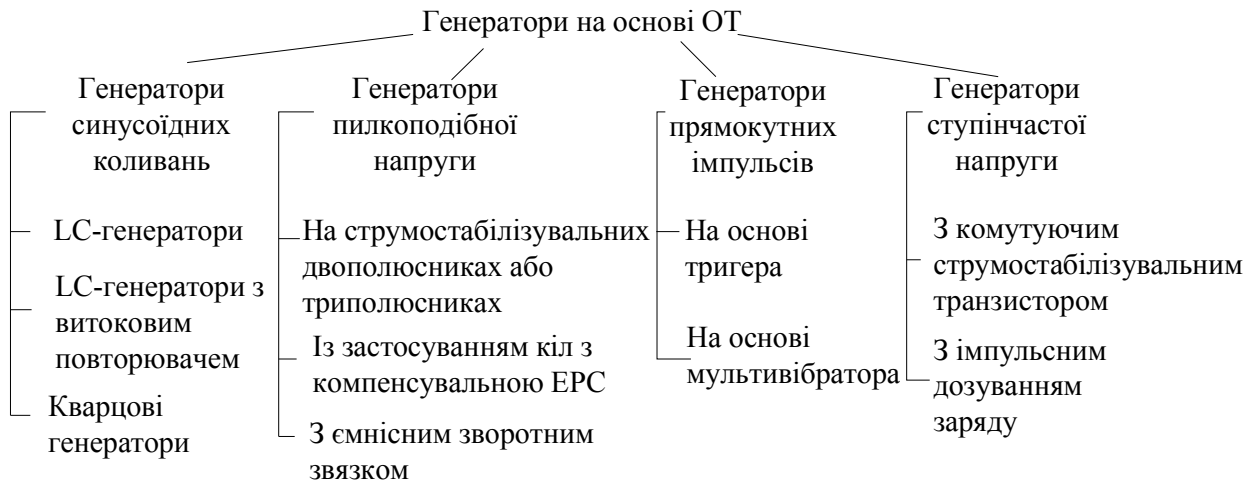 Генератори на основі ОТ
Генератори
синусоїдних
коливань
LC-генератори
LC-генератори з
витоковим
повторювачем
Кварцові
генератори
Генератори
пилкоподібної
напруги
На струмостабілізувальних
двополюсниках або
триполюсниках
Із застосуванням кіл з
компенсувальною ЕРС
З ємнісним зворотним
звязком
Генератори
прямокутних
імпульсів
На основі
тригера
На основі
мультивібратора
Генератори
ступінчастої
напруги
З комутуючим
струмостабілізувальним
транзистором
З імпульсним
дозуванням
заряду